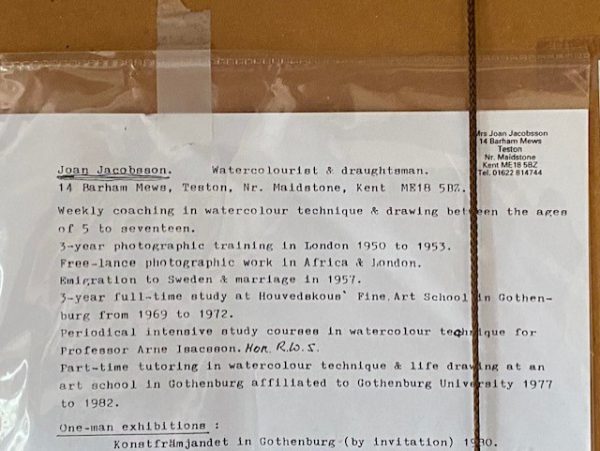 Mrs Joan Jacobsson
14 Barham Mews
Teston
Nr. Maidstone
Kent ME18 5BZ
Tel. 01622 814744
Joan Jacobsson. Watercolourist & draughtsman.
14 Barham Mews, Teston, Nr. Maidstone, Kent ME18 5BZ.
Weekly coaching in watercolour technique & drawing between the ages
of 5 to seventeen.
3-year photographic training in London 1950 to 1953.
Free-lance photographic work in Africa & London.
Emigration to Sweden & marriage in 1957.
3-year full-time study at Houvedskous` Fine Art School in Gothen-
burg from 1969 to 1972.
Periodical intensive study courses in watercolour technique for
Professor Arne Isacsson. HON. R.W.S.
Part-time tutoring in watercolour technique & life drawing at an
art school in Gothenburg affiliated to Gothenburg University 1977
to 1982.
One-man exhibitions :
Konstfrämjandet in Gothenburg (by invitation) 1980.